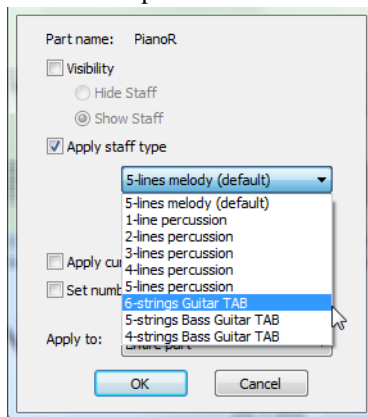 Part name: PianoR
Visibility
Hide Staff
Show Staff
Apply staff type
5-lines melody (default)
5-lines melody (default)
1-line percussion
2-lines percussion
3-lines percussion
4-lines percussion
5-lines percussion
6-strings Guitar TAB
5-strings Bass Guitar TAB
4-strings Bass Guitar TAB
Apply cu
Set numb
Apply to: Entire part
OK Cancel